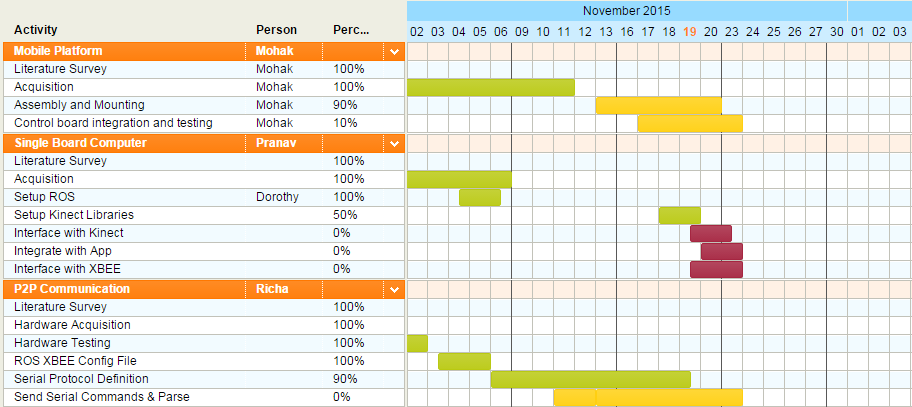 November 2015
Activity Person Perc... 02 03 04 05 06 09 10 11 12 13 16 17 18 19 20 23 24 25 26 27 30 01 02 03
Mobile Platform Mohak
Literature Survey Mohak 100%
Acquisition Mohak 100%
Assembly and Mounting Mohak 90%
Control board integration and testing Mohak 10%
Single Board Computer Pranav
Literature Survey 100%
Acquisition 100%
Setup ROS Dorothy 100%
Setup Kinect Libraries 50%
Interface with Kinect 0%
Integrate with App 0%
Interface with XBEE 0%
P2P Communication Richa
Literature Survey 100%
Hardware Acquisition 100%
Hardware Testing 100%
ROS XBEE Config File 100%
Serial Protocol Definition 90%
Send Serial Commands & Parse 0%